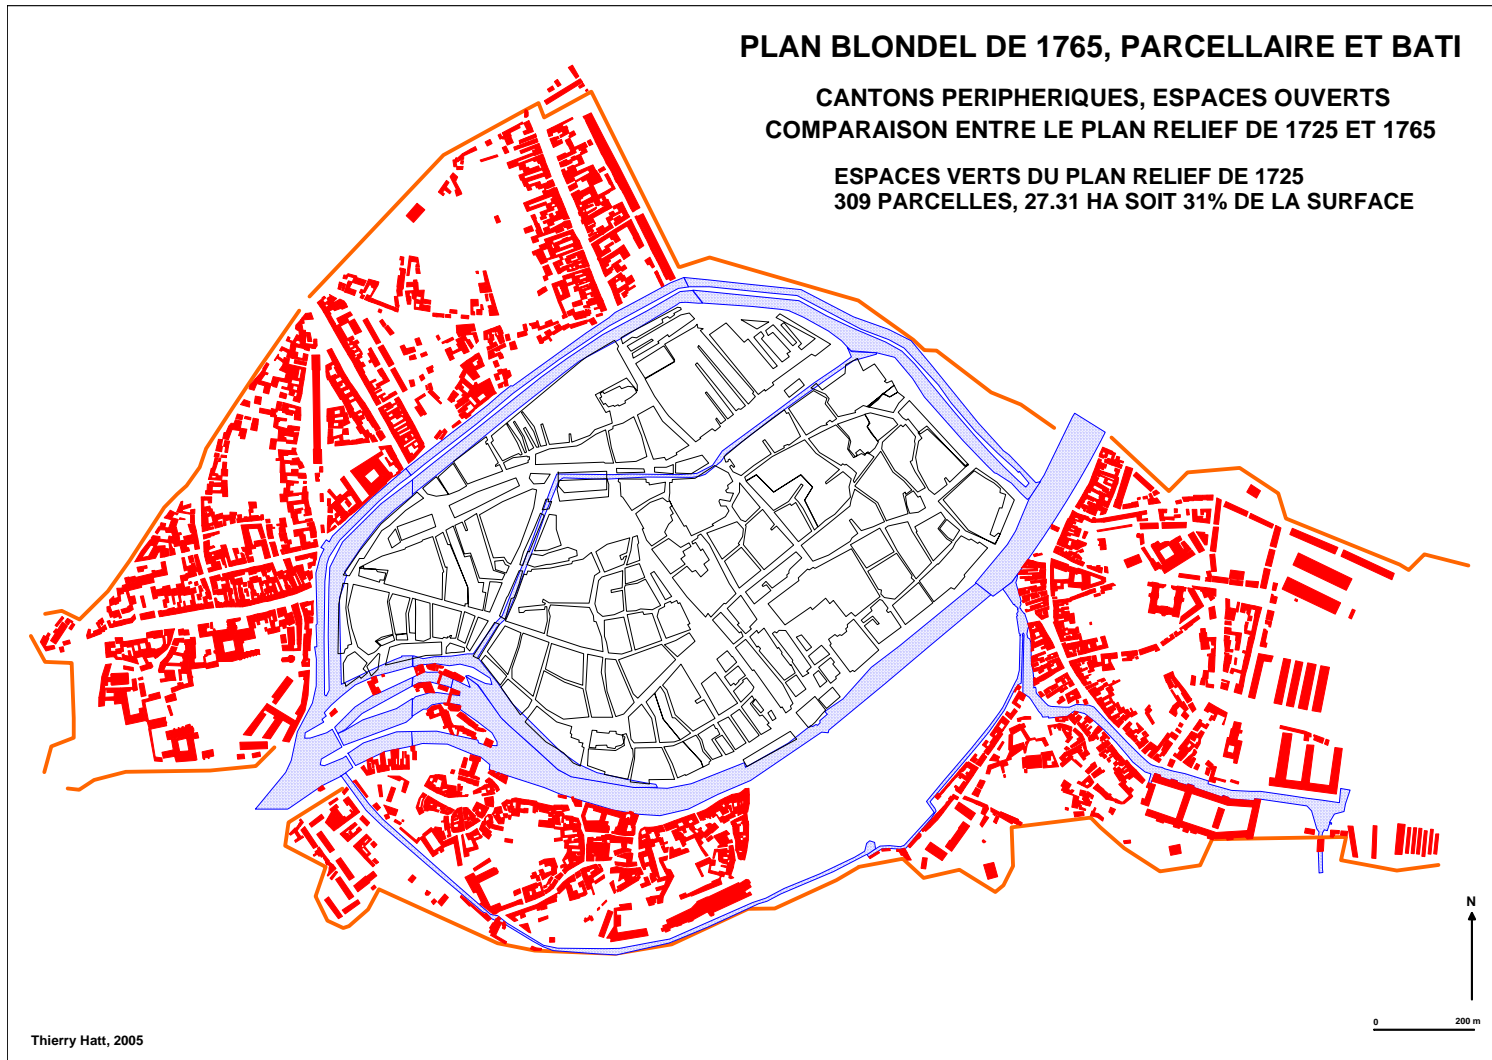 PLAN BLONDEL DE 1765, PARCELLAIRE ET BATI
CANTONS PERIPHERIQUES, ESPACES OUVERTS
COMPARAISON ENTRE LE PLAN RELIEF DE 1725 ET 1765
ESPACES VERTS DU PLAN RELIEF DE 1725
309 PARCELLES, 27.31 HA SOIT 31% DE LA SURFACE
N
0 200 m
Thierry Hatt, 2005